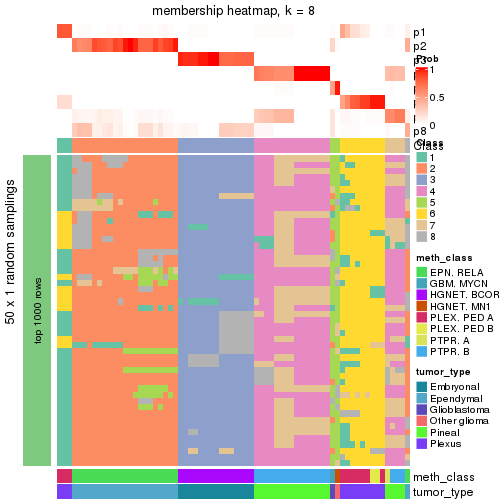 membership heatmap, k = 8
p1
p2
p3
p8
Prob
1
0.5
0
Class
Class
1
2
3
4
5
6
7
8
50 x 1 random samplings
top 1000 rows
meth_class
EPN. RELA
GBM. MYCN
HGNET. BCOR
HGNET. MN1
PLEX. PED A
PLEX. PED B
PTPR. A
PTPR. B
tumor_type
Embryonal
Ependymal
Glioblastoma
Other glioma
Pineal
Plexus
meth_class
tumor_type